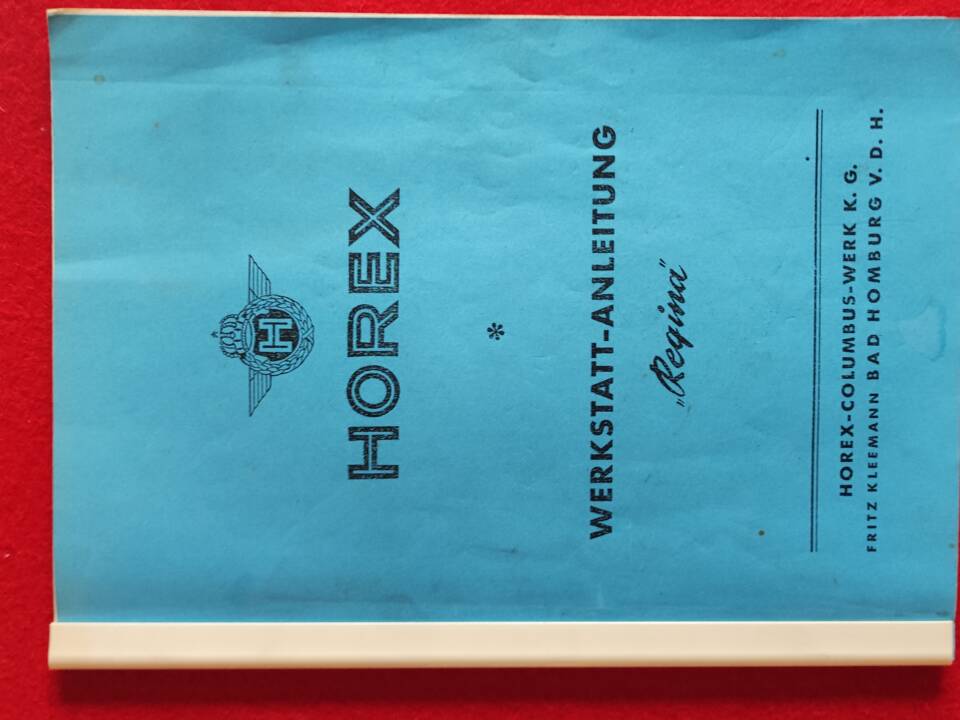 H
HOREX
*
WERKSTATT-ANLEITUNG
„Regina”
HOREX-COLUMBUS-WERK K. G.
FRITZ KLEEMANN BAD HOMBURG V. D. H.